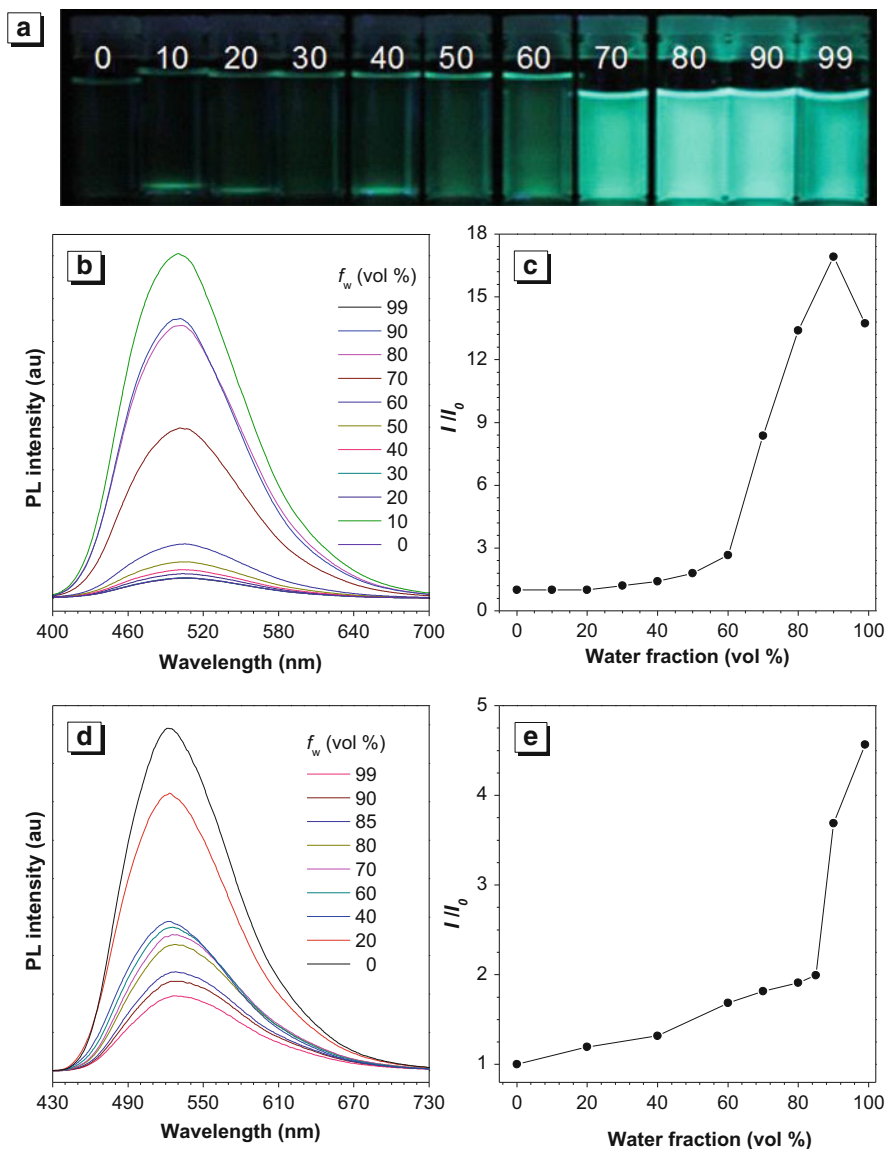 a
0 10 20 30 40 50 60 70 80 90 99
b
f_w (vol %)
99
90
80
70
60
50
40
30
20
10
0
PL intensity (au)
400 460 520 580 640 700
Wavelength (nm)
c
18
15
12
9
6
3
0
I/I_0
0 20 40 60 80 100
Water fraction (vol %)
d
f_w (vol %)
99
90
85
80
70
60
40
20
0
PL intensity (au)
430 490 550 610 670 730
Wavelength (nm)
e
5
4
3
2
1
I/I_0
0 20 40 60 80 100
Water fraction (vol %)